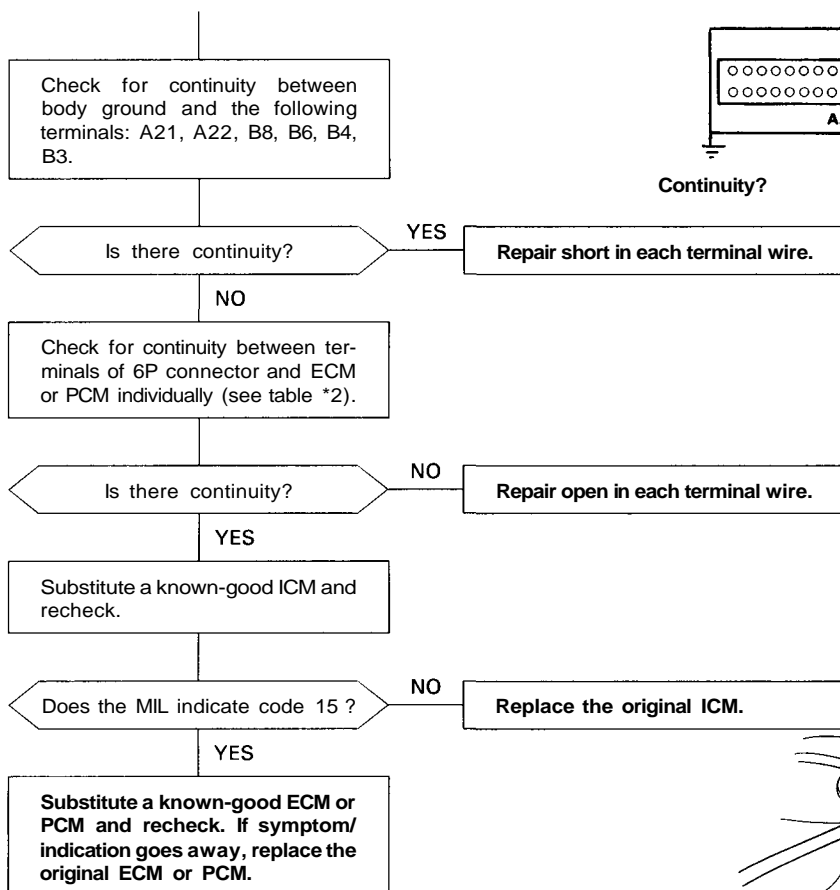 Check for continuity between
body ground and the following
terminals: A21, A22, B8, B6, B4,
B3.
A
Continuity?
Is there continuity?
YES
Repair short in each terminal wire.
NO
Check for continuity between ter-
minals of 6P connector and ECM
or PCM individually (see table *2).
Is there continuity?
NO
Repair open in each terminal wire.
YES
Substitute a known-good ICM and
recheck.
Does the MIL indicate code 15 ?
NO
Replace the original ICM.
YES
Substitute a known-good ECM or
PCM and recheck. If symptom/
indication goes away, replace the
original ECM or PCM.